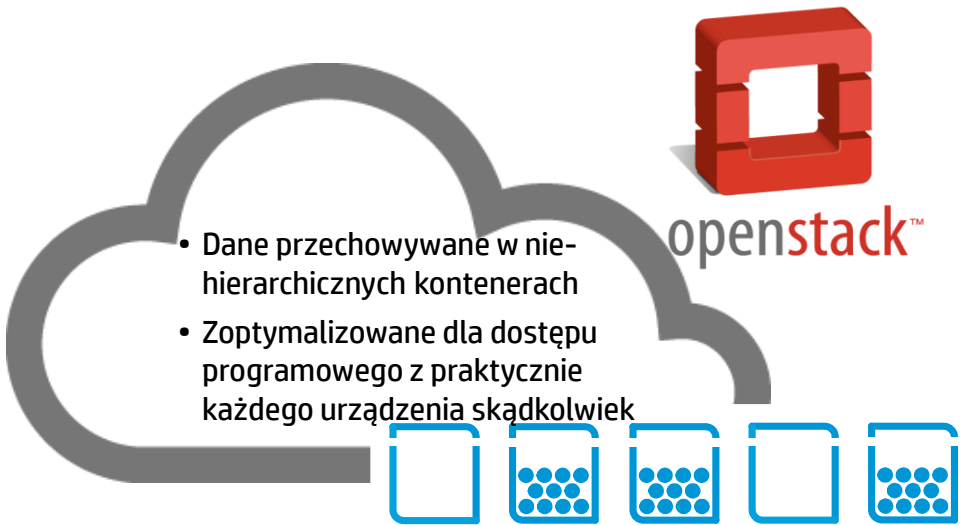 openstack™
• Dane przechowywane w nie-
hierarchicznych kontenerach
• Zoptymalizowane dla dostępu
programowego z praktycznie
każdego urządzenia skądkolwiek